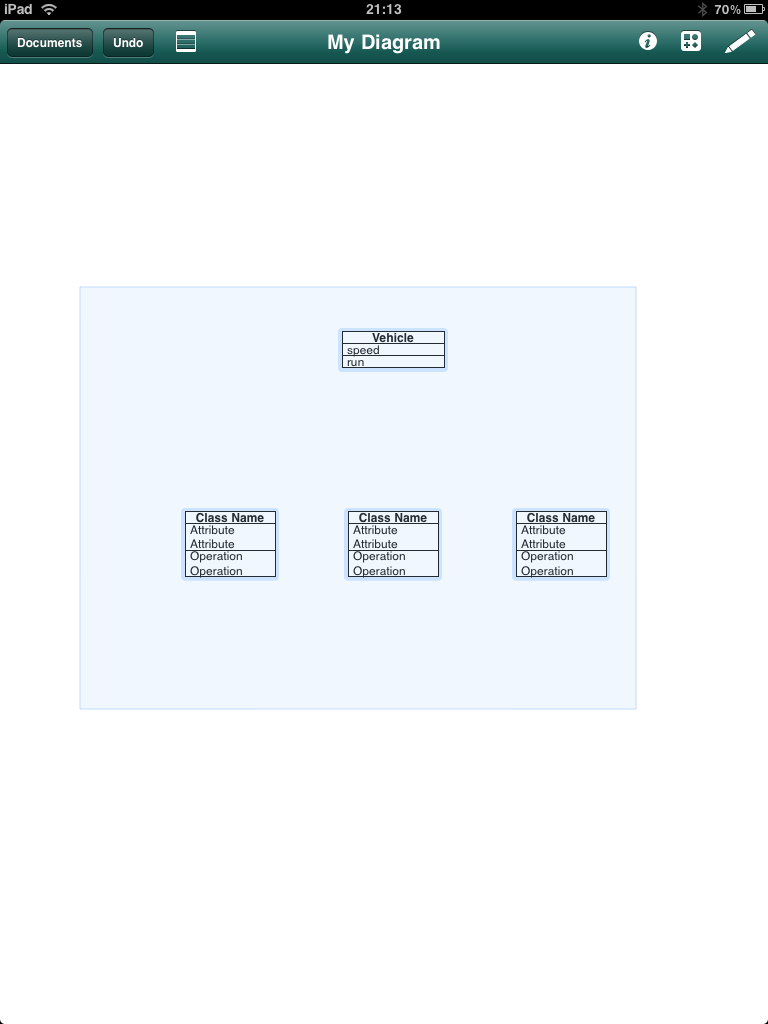 iPad 21:13 70%
Documents Undo My Diagram
Vehicle
speed
run
Class Name Class Name Class Name
Attribute Attribute Attribute
Attribute Attribute Attribute
Operation Operation Operation
Operation Operation Operation